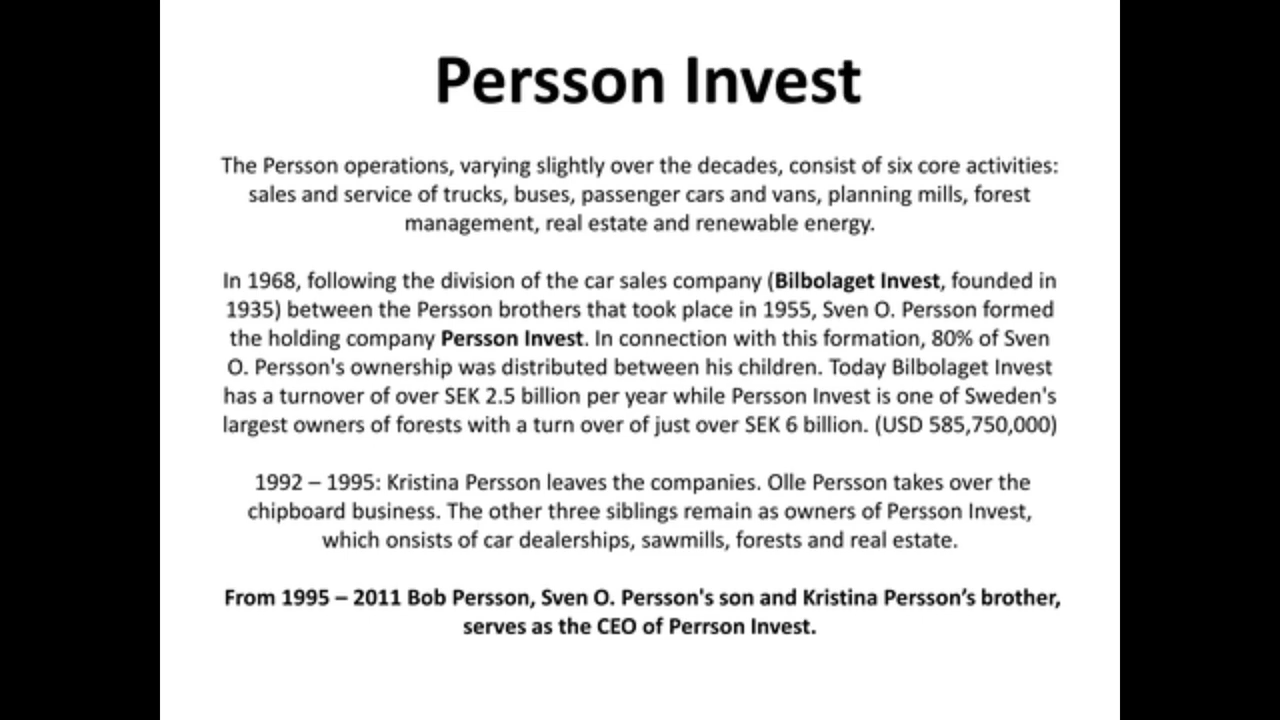 Persson Invest
The Persson operations, varying slightly over the decades, consist of six core activities:
sales and service of trucks, buses, passenger cars and vans, planning mills, forest
management, real estate and renewable energy.
In 1968, following the division of the car sales company (Bilbolaget Invest, founded in
1935) between the Persson brothers that took place in 1955, Sven O. Persson formed
the holding company Persson Invest. In connection with this formation, 80% of Sven
O. Persson's ownership was distributed between his children. Today Bilbolaget Invest
has a turnover of over SEK 2.5 billion per year while Persson Invest is one of Sweden's
largest owners of forests with a turn over of just over SEK 6 billion. (USD 585,750,000)
1992 – 1995: Kristina Persson leaves the companies. Olle Persson takes over the
chipboard business. The other three siblings remain as owners of Persson Invest,
which onsists of car dealerships, sawmills, forests and real estate.
From 1995 – 2011 Bob Persson, Sven O. Persson's son and Kristina Persson’s brother,
serves as the CEO of Perrson Invest.